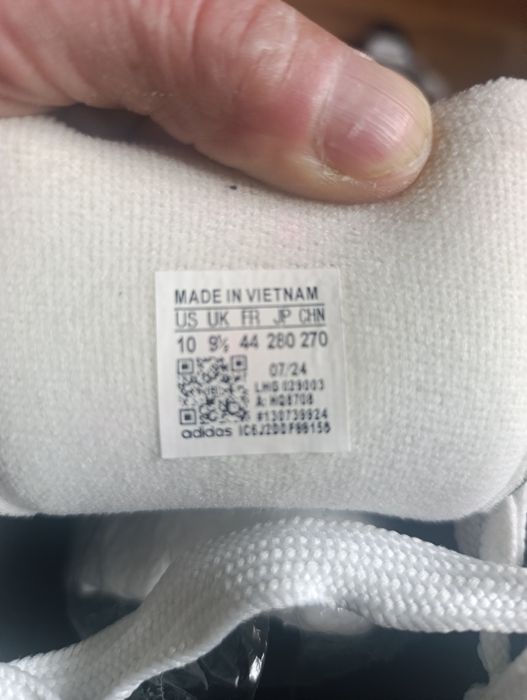 MADE IN VIETNAM
US UK FR JP CHN
10 9½ 44 280 270
07/24
LHG 029003
A: HQ8708
#130739924
adidas